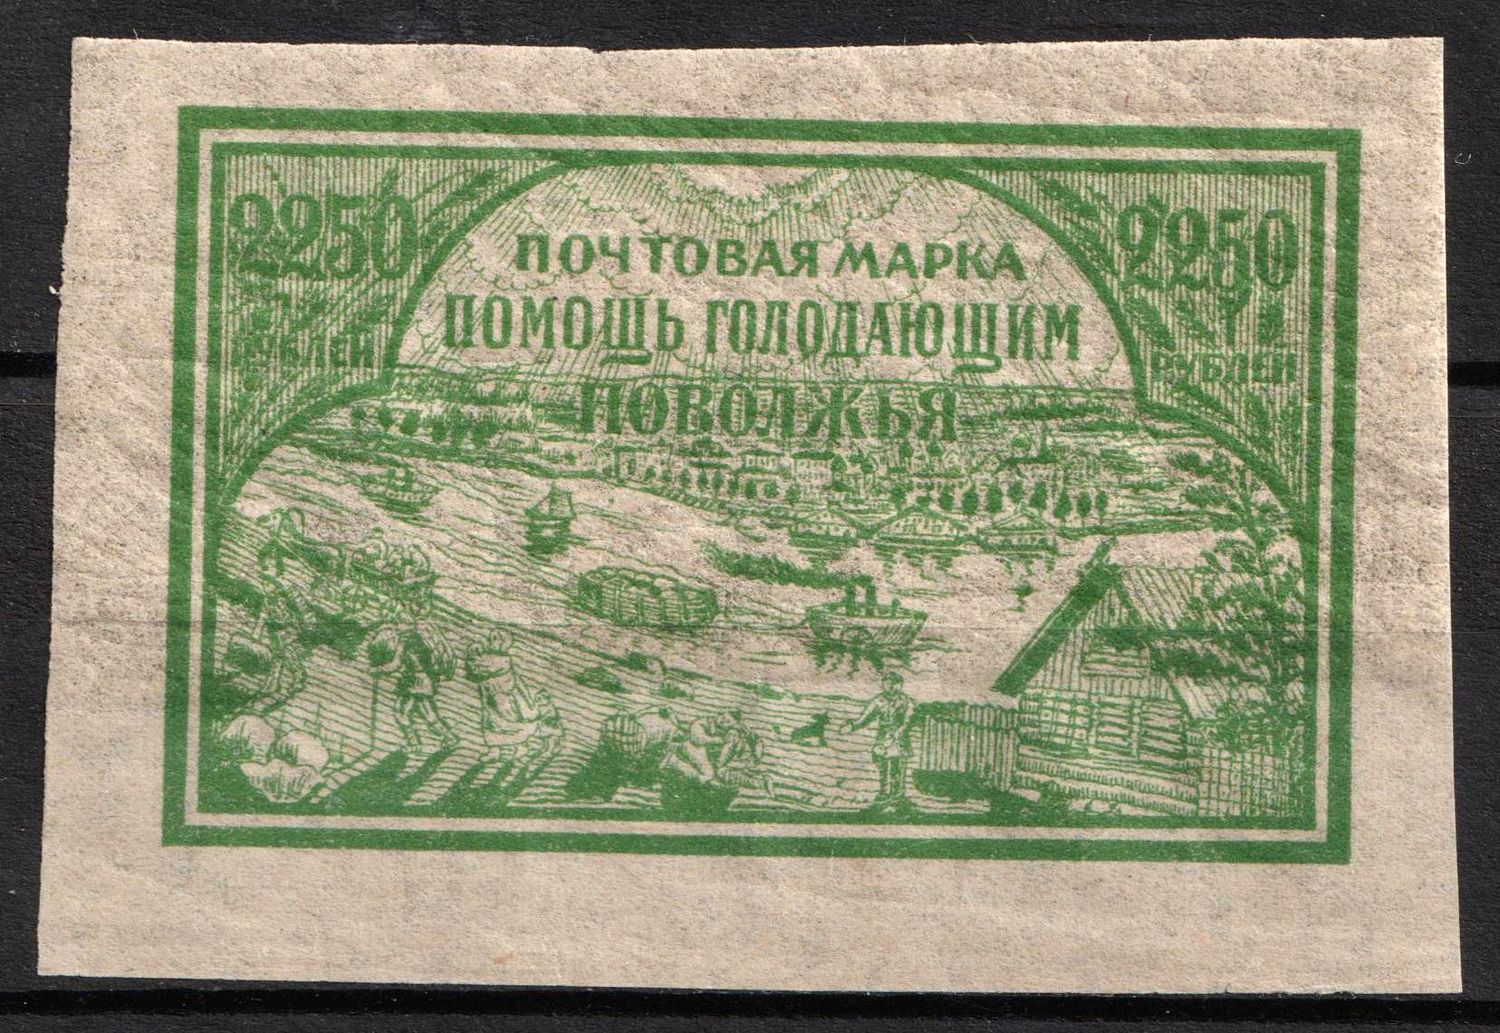 2250
РУБЛЕЙ
ПОЧТОВАЯ МАРКА
ПОМОЩЬ ГОЛОДАЮЩИМ
ПОВОЛЖЬЯ
2250
РУБЛЕЙ